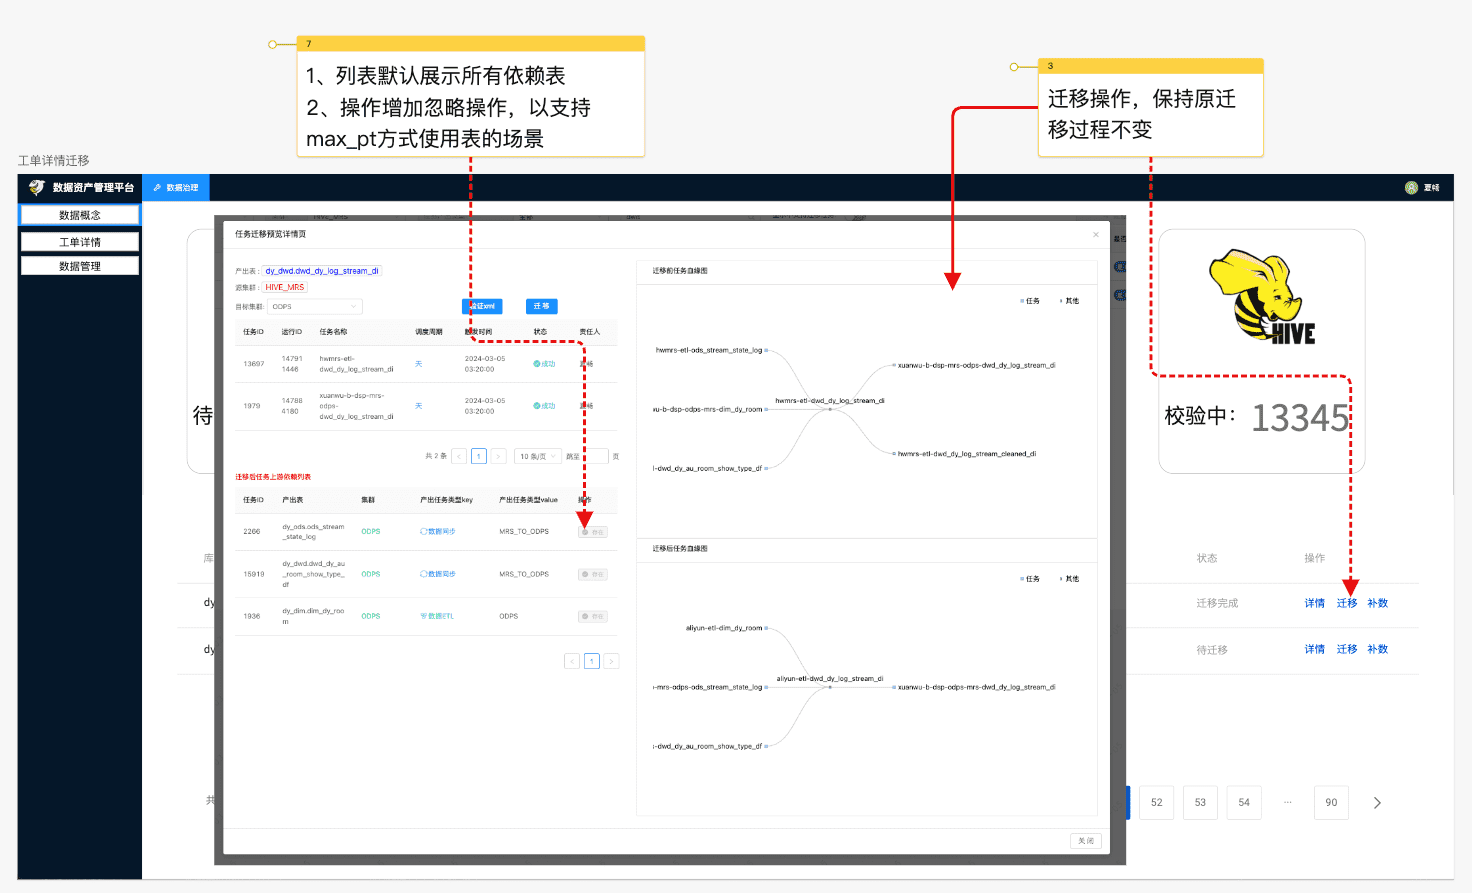 7
1、列表默认展示所有依赖表
2、操作增加忽略操作，以支持
max_pt方式使用表的场景
3
迁移操作，保持原迁
移过程不变
工单详情迁移
数据资产管理平台
数据治理
夏畅
数据概念
工单详情
数据管理
任务迁移预览详情页
产出表：dy_dwd.dwd_dy_log_stream_di
源集群：HIVE_MRS
目标集群：ODPS
验证xml
迁 移
任务ID 运行ID 任务名称 调度周期 触发时间 状态 责任人
13697 14791 1446 hwmrs-etl-dwd_dy_log_stream_di 天 2024-03-05 03:20:00 成功
1979 14788 4180 xuanwu-b-dsp-mrs-odps-dwd_dy_log_stream_di 天 2024-03-05 03:20:00 成功
共 2 条 < 1 > 10 条/页 跳至 页
迁移后任务上游依赖列表
任务ID 产出表 集群 产出任务类型key 产出任务类型value 操作
2266 dy_ods.ods_stream_state_log ODPS 数据同步 MRS_TO_ODPS 存在
15919 dy_dwd.dwd_dy_au_room_show_type_df ODPS 数据同步 MRS_TO_ODPS 存在
1936 dy_dim.dim_dy_room ODPS 数据ETL ODPS 存在
< 1 >
迁移前任务血缘图
任务 其他
hwmrs-etl-ods_stream_state_log
xuanwu-b-dsp-mrs-odps-dwd_dy_log_stream_di
hwmrs-etl-dwd_dy_log_stream_di
wu-b-dsp-odps-mrs-dim_dy_room
hwmrs-etl-dwd_dy_log_stream_cleaned_di
l-dwd_dy_au_room_show_type_df
迁移后任务血缘图
任务 其他
aliyun-etl-dim_dy_room
aliyun-etl-dwd_dy_log_stream_di
-mrs-odps-ods_stream_state_log
xuanwu-b-dsp-odps-mrs-dwd_dy_log_stream_di
-dwd_dy_au_room_show_type_df
关 闭
待
HIVE
校验中：13345
库
状态 操作
dy 迁移完成 详情 迁移 补数
dy 待迁移 详情 迁移 补数
共
52 53 54 ··· 90 >